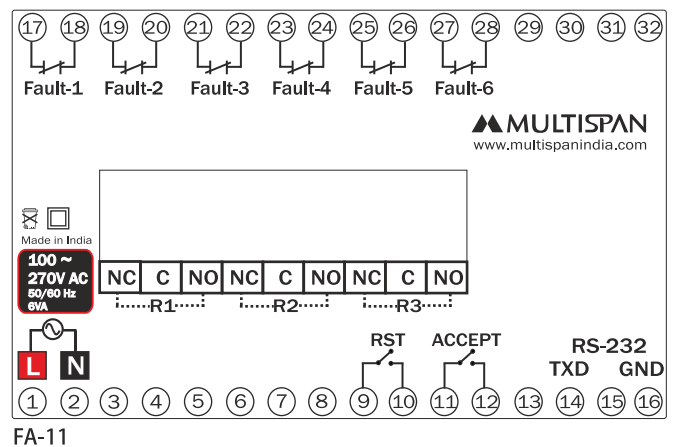 17 18 19 20 21 22 23 24 25 26 27 28 29 30 31 32
Fault-1 Fault-2 Fault-3 Fault-4 Fault-5 Fault-6
MULTISPAN
www.multispanindia.com
Made in India
100 ~
270V AC
50/60 Hz
6VA
NC C NO NC C NO NC C NO
R1 R2 R3
RST ACCEPT RS-232
L N TXD GND
1 2 3 4 5 6 7 8 9 10 11 12 13 14 15 16
FA-11